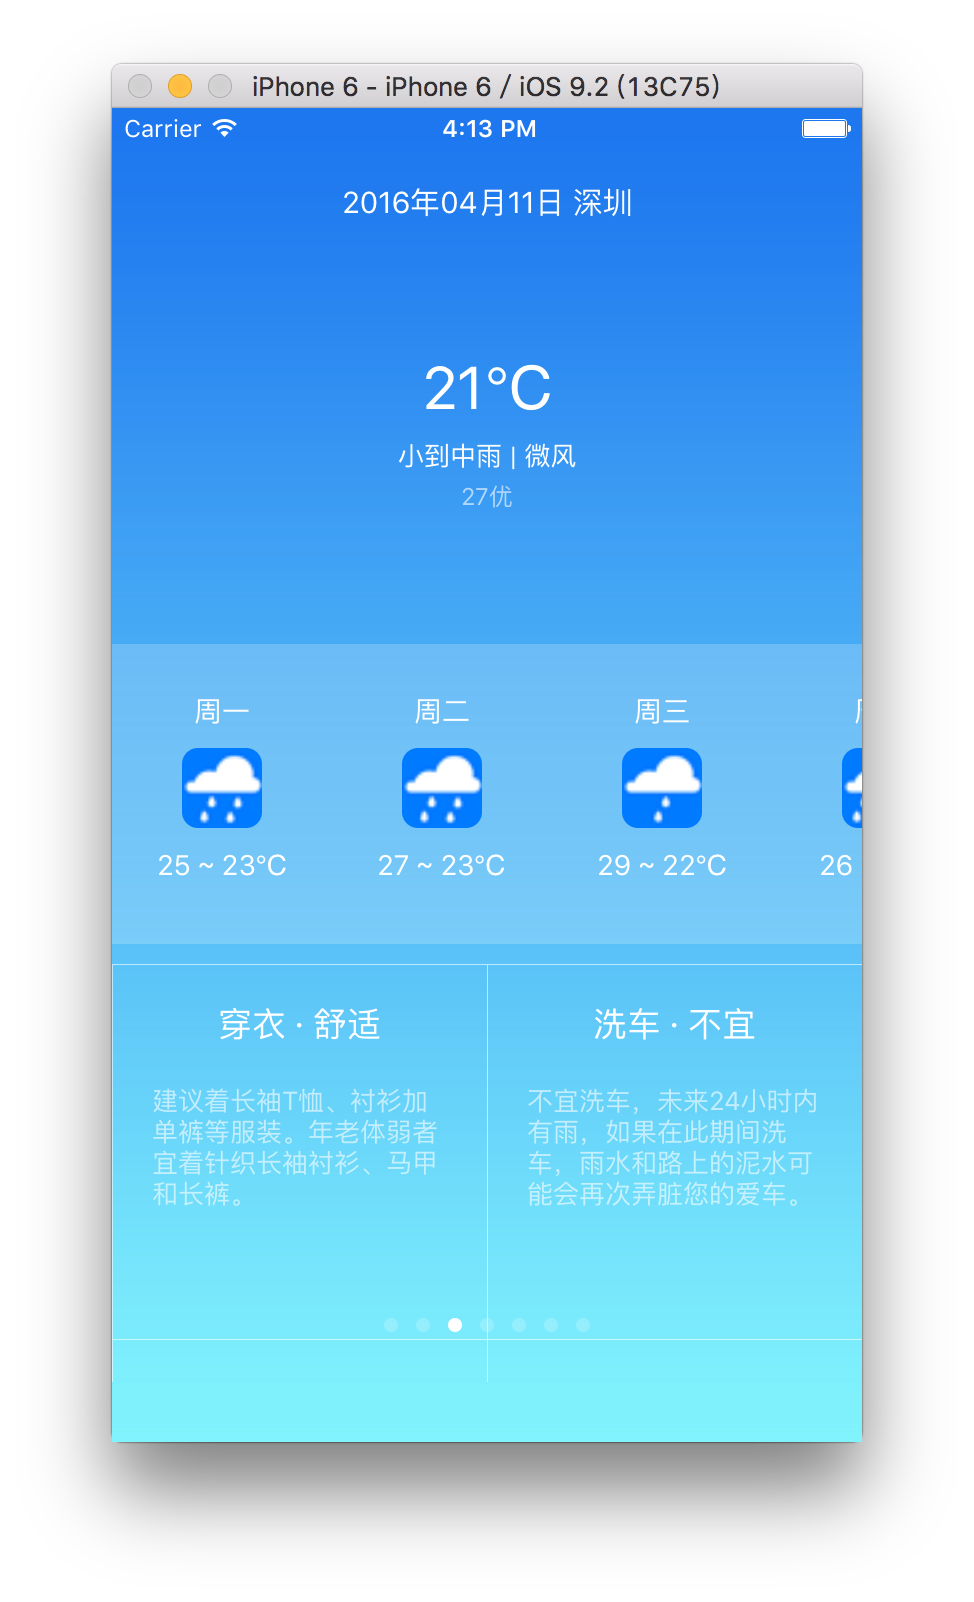 iPhone 6 - iPhone 6 / iOS 9.2 (13C75)
Carrier 4:13 PM
2016年04月11日 深圳
21°C
小到中雨 | 微风
27优
周一 周二 周三
25 ~ 23°C 27 ~ 23°C 29 ~ 22°C 26
穿衣 · 舒适
建议着长袖T恤、衬衫加
单裤等服装。年老体弱者
宜着针织长袖衬衫、马甲
和长裤。
洗车 · 不宜
不宜洗车，未来24小时内
有雨，如果在此期间洗
车，雨水和路上的泥水可
能会再次弄脏您的爱车。